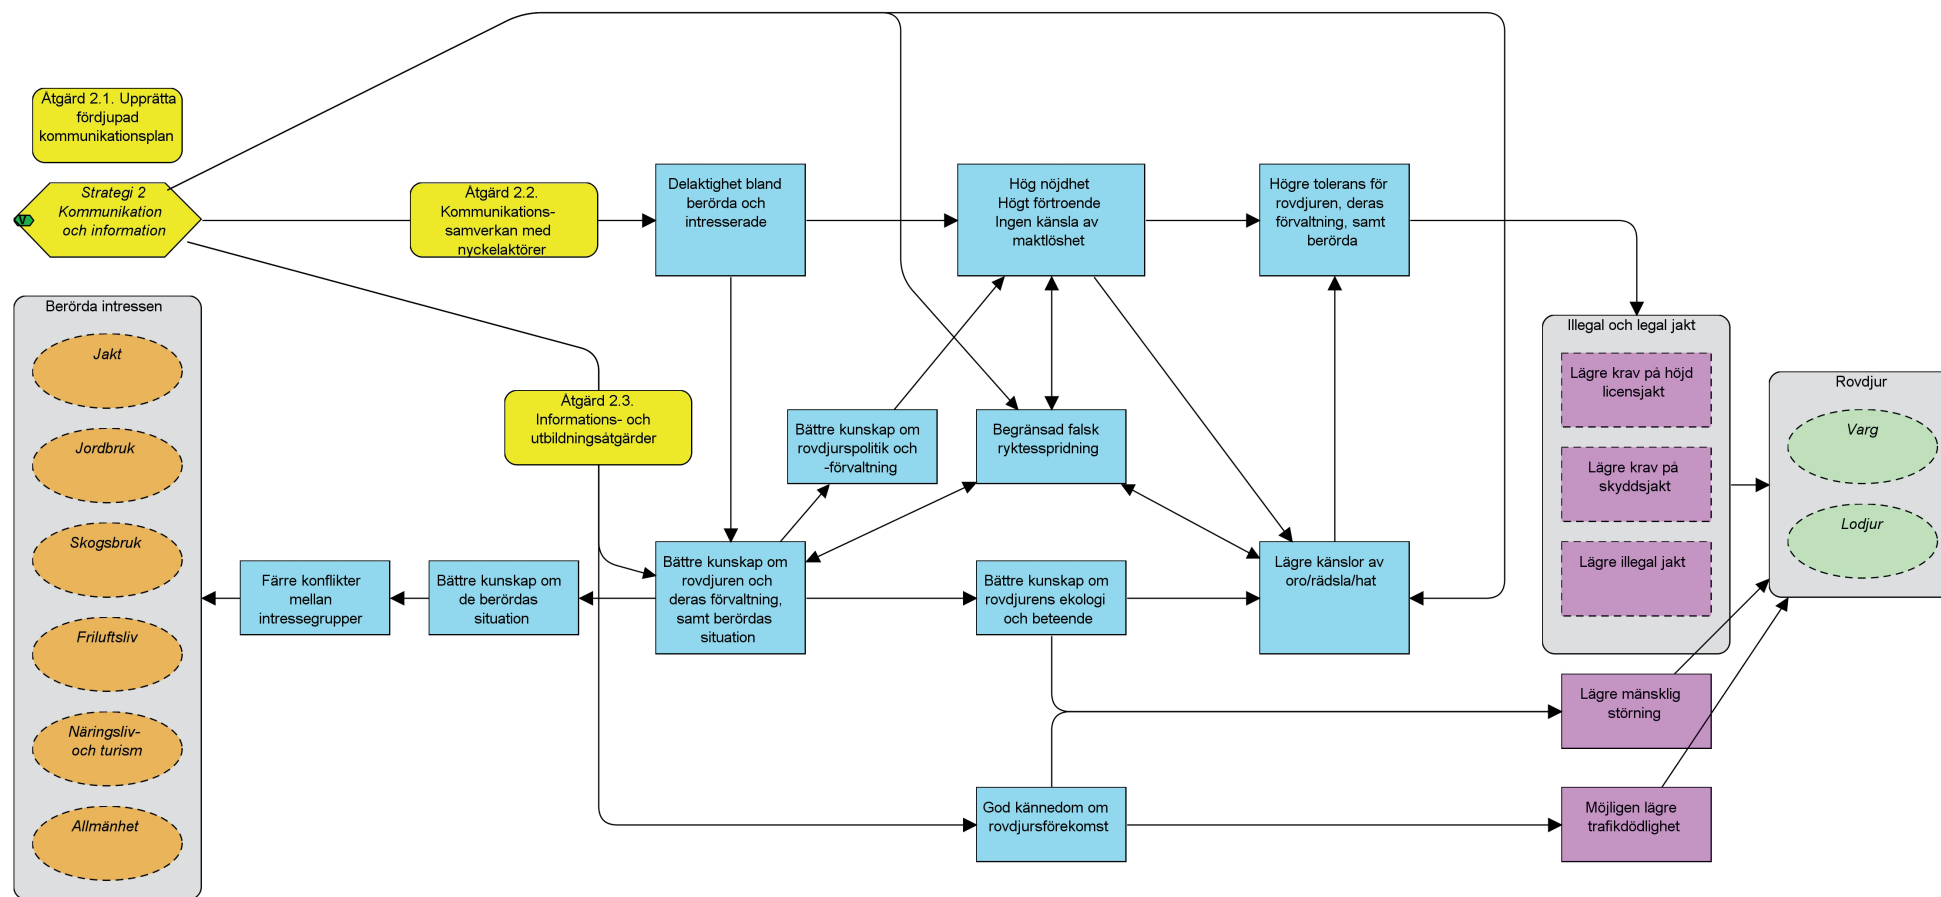 Åtgärd 2.1. Upprätta
fördjupad
kommunikationsplan
Strategi 2
Kommunikation
och information
V
Åtgärd 2.2.
Kommunikations-
samverkan med
nyckelaktörer
Delaktighet bland
berörda och
intresserade
Hög nöjdhet
Högt förtroende
Ingen känsla av
maktlöshet
Högre tolerans för
rovdjuren, deras
förvaltning, samt
berörda
Berörda intressen
Jakt
Jordbruk
Skogsbruk
Friluftsliv
Näringsliv-
och turism
Allmänhet
Åtgärd 2.3.
Informations- och
utbildningsåtgärder
Bättre kunskap om
rovdjurspolitik och
-förvaltning
Begränsad falsk
ryktesspridning
Färre konflikter
mellan
intressegrupper
Bättre kunskap om
de berördas
situation
Bättre kunskap om
rovdjuren och
deras förvaltning,
samt berördas
situation
Bättre kunskap om
rovdjurens ekologi
och beteende
Lägre känslor av
oro/rädsla/hat
God kännedom om
rovdjursförekomst
Illegal och legal jakt
Lägre krav på höjd
licensjakt
Lägre krav på
skyddsjakt
Lägre illegal jakt
Lägre mänsklig
störning
Möjligen lägre
trafikdödlighet
Rovdjur
Varg
Lodjur